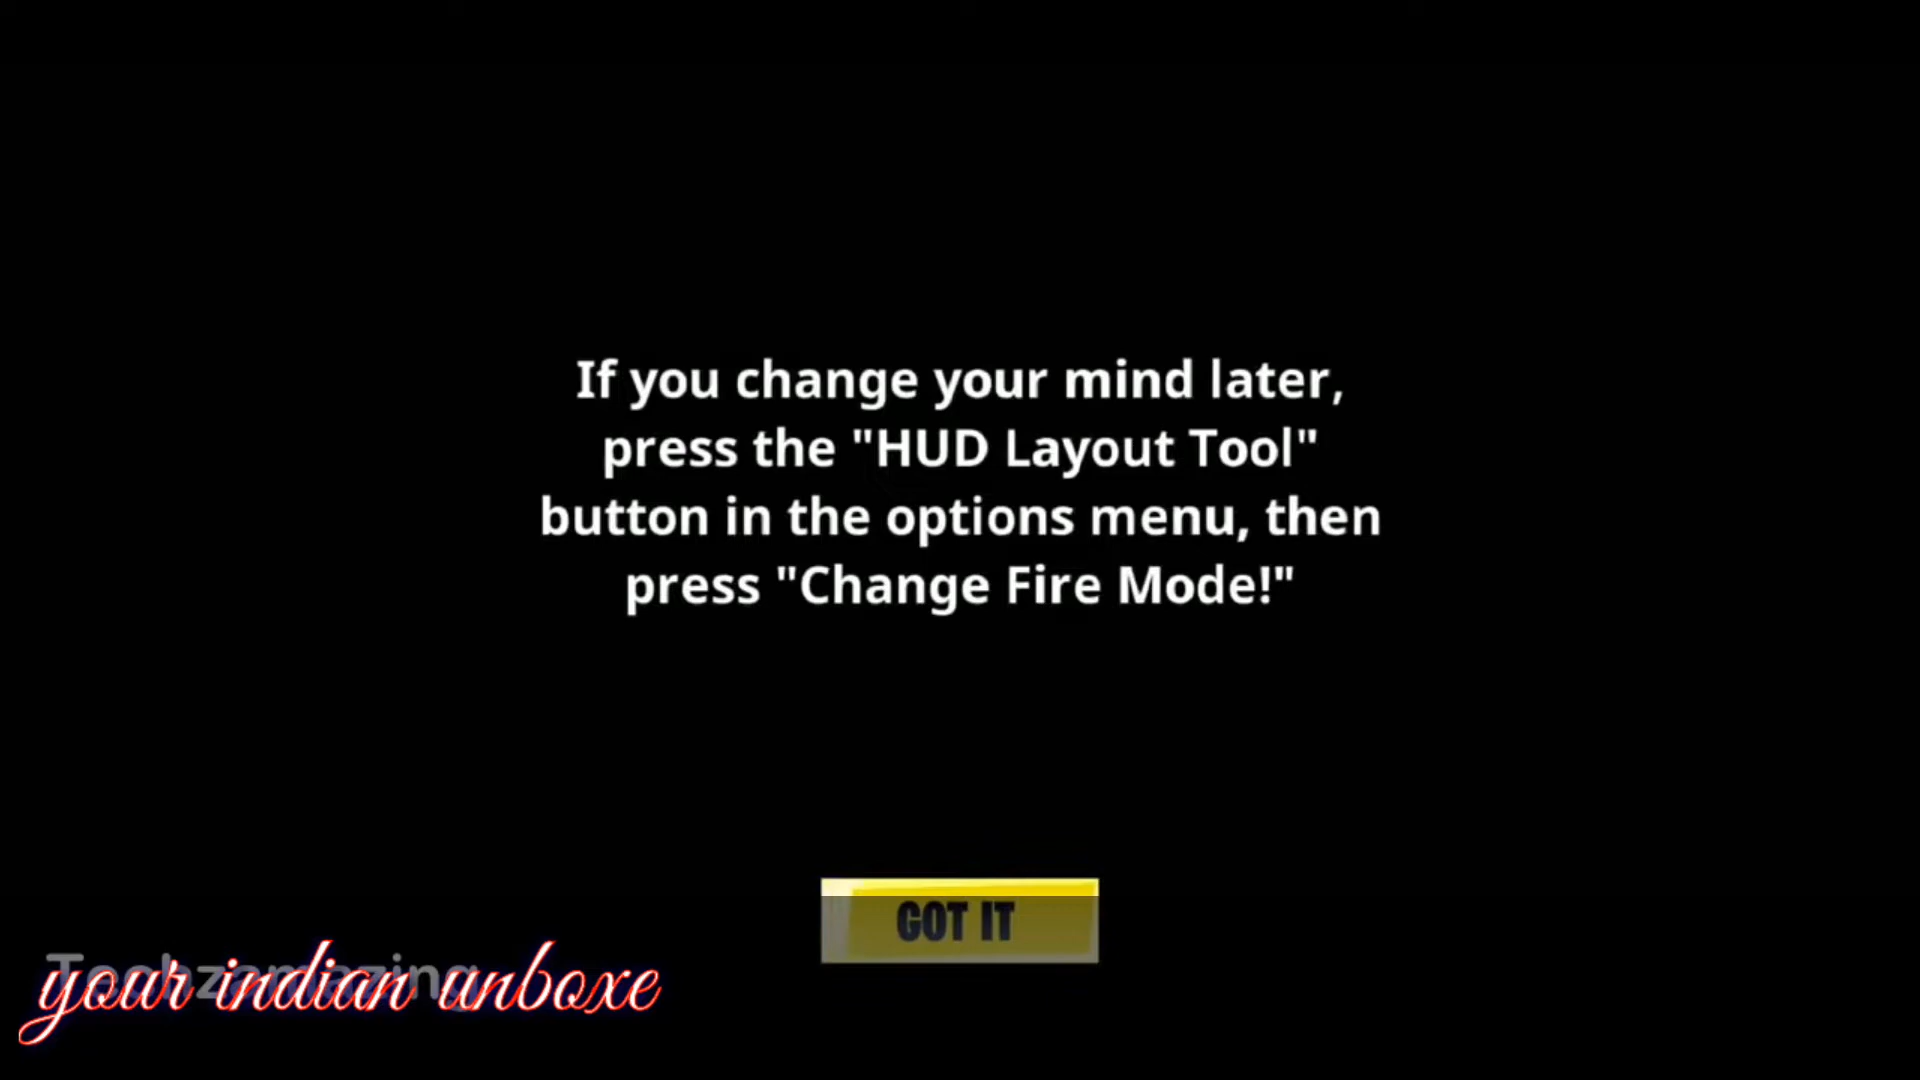 If you change your mind later,
press the "HUD Layout Tool"
button in the options menu, then
press "Change Fire Mode!"
GOT IT
Techzamazing
your indian unboxe